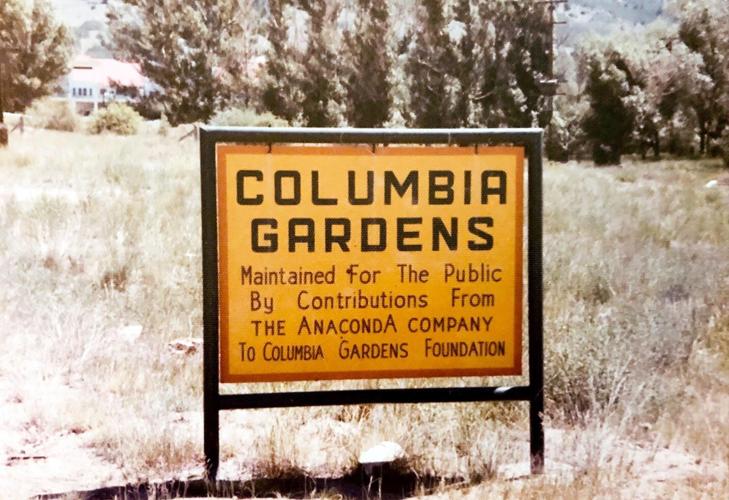 COLUMBIA
GARDENS
Maintained For The Public
By Contributions From
THE ANACONDA COMPANY
To COLUMBIA GARDENS FOUNDATION